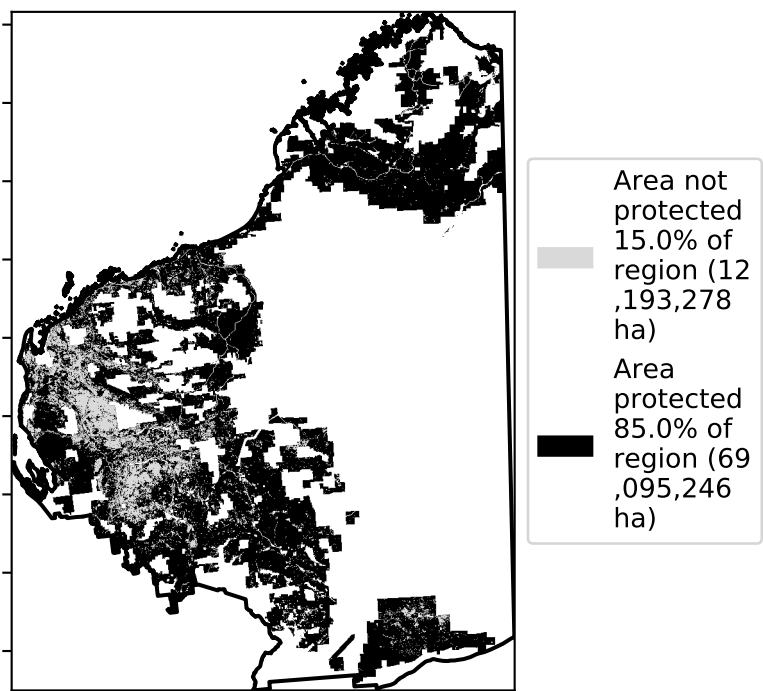 Area not
protected
15.0% of
region (12
,193,278
ha)
Area
protected
85.0% of
region (69
,095,246
ha)